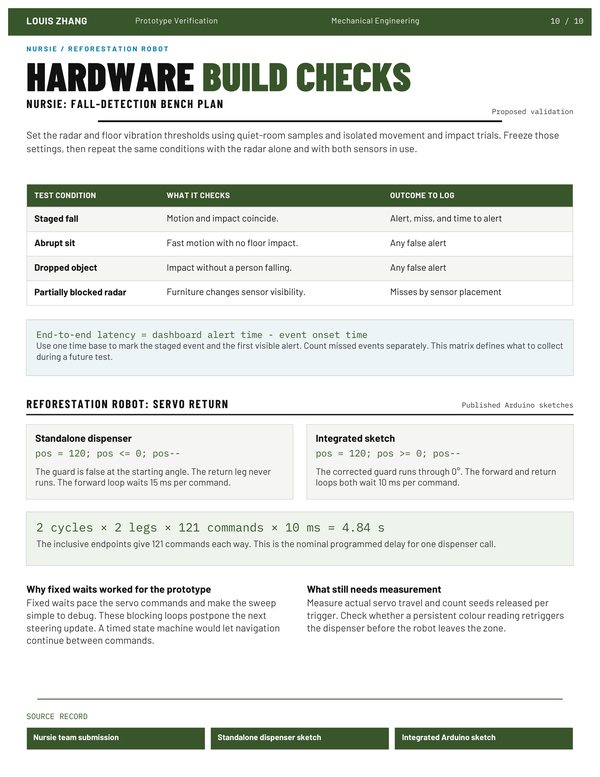 LOUIS ZHANG Prototype Verification Mechanical Engineering 10 / 10
NURSIE / REFORESTATION ROBOT
HARDWARE BUILD CHECKS
NURSIE: FALL-DETECTION BENCH PLAN
Proposed validation
Set the radar and floor vibration thresholds using quiet-room samples and isolated movement and impact trials. Freeze those
settings, then repeat the same conditions with the radar alone and with both sensors in use.
TEST CONDITION WHAT IT CHECKS OUTCOME TO LOG
Staged fall Motion and impact coincide. Alert, miss, and time to alert
Abrupt sit Fast motion with no floor impact. Any false alert
Dropped object Impact without a person falling. Any false alert
Partially blocked radar Furniture changes sensor visibility. Misses by sensor placement
End-to-end latency = dashboard alert time - event onset time
Use one time base to mark the staged event and the first visible alert. Count missed events separately. This matrix defines what to collect
during a future test.
REFORESTATION ROBOT: SERVO RETURN Published Arduino sketches
Standalone dispenser
pos = 120; pos <= 0; pos--
The guard is false at the starting angle. The return leg never
runs. The forward loop waits 15 ms per command.
Integrated sketch
pos = 120; pos >= 0; pos--
The corrected guard runs through 0°. The forward and return
loops both wait 10 ms per command.
2 cycles × 2 legs × 121 commands × 10 ms = 4.84 s
The inclusive endpoints give 121 commands each way. This is the nominal programmed delay for one dispenser call.
Why fixed waits worked for the prototype
Fixed waits pace the servo commands and make the sweep
simple to debug. These blocking loops postpone the next
steering update. A timed state machine would let navigation
continue between commands.
What still needs measurement
Measure actual servo travel and count seeds released per
trigger. Check whether a persistent colour reading retriggers
the dispenser before the robot leaves the zone.
SOURCE RECORD
Nursie team submission Standalone dispenser sketch Integrated Arduino sketch